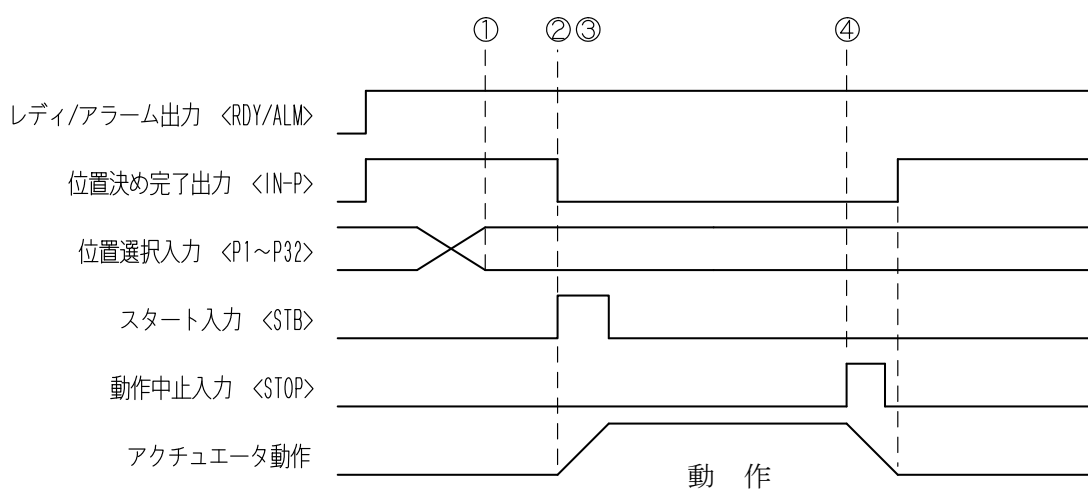 ① ②③ ④
レディ/アラーム出力 <RDY/ALM>
位置決め完了出力 <IN-P>
位置選択入力 <P1~P32>
スタート入力 <STB>
動作中止入力 <STOP>
アクチュエータ動作
動 作